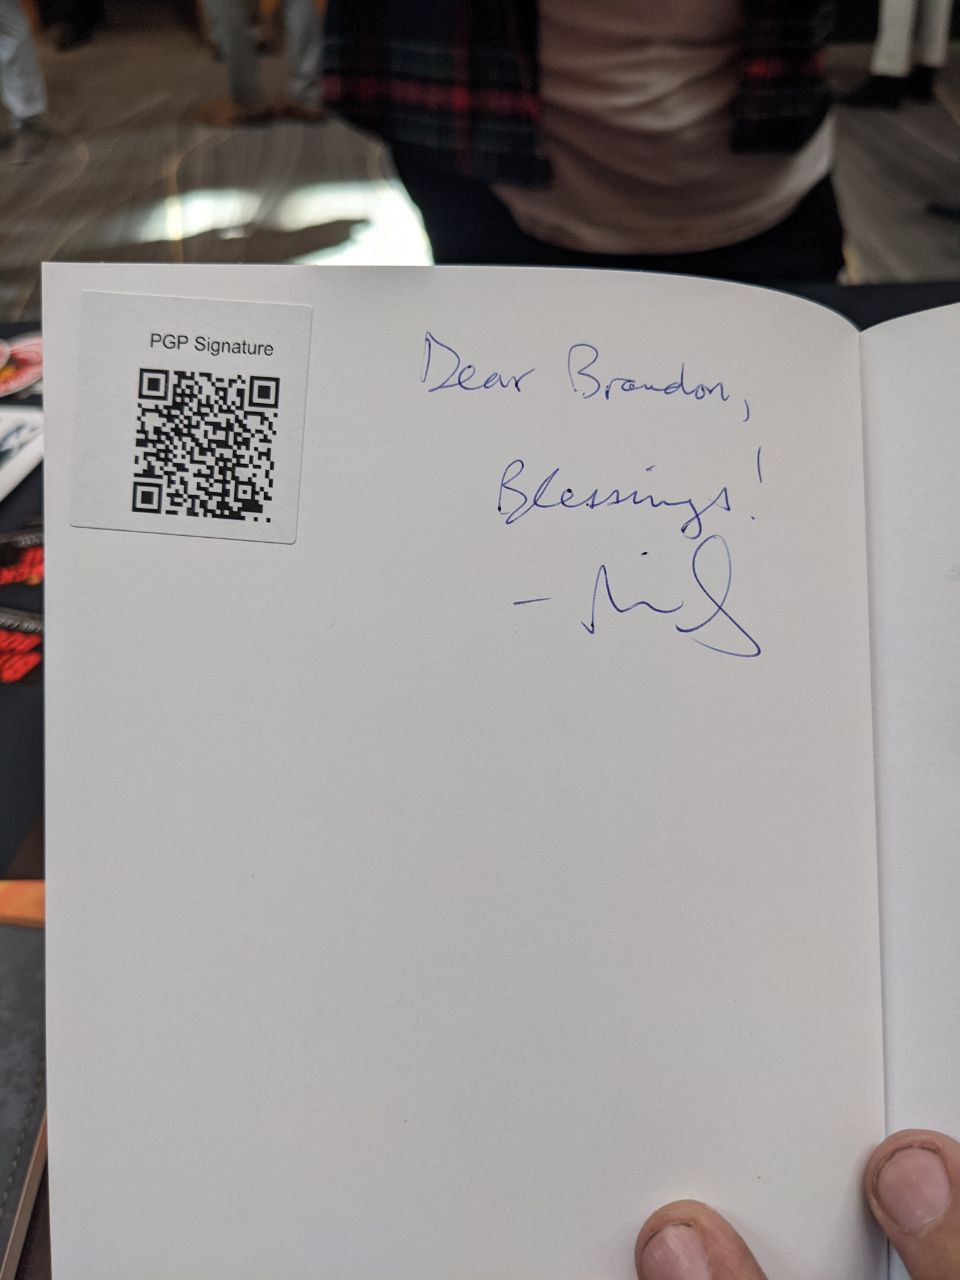 PGP Signature
Dear Brandon,
Blessings!